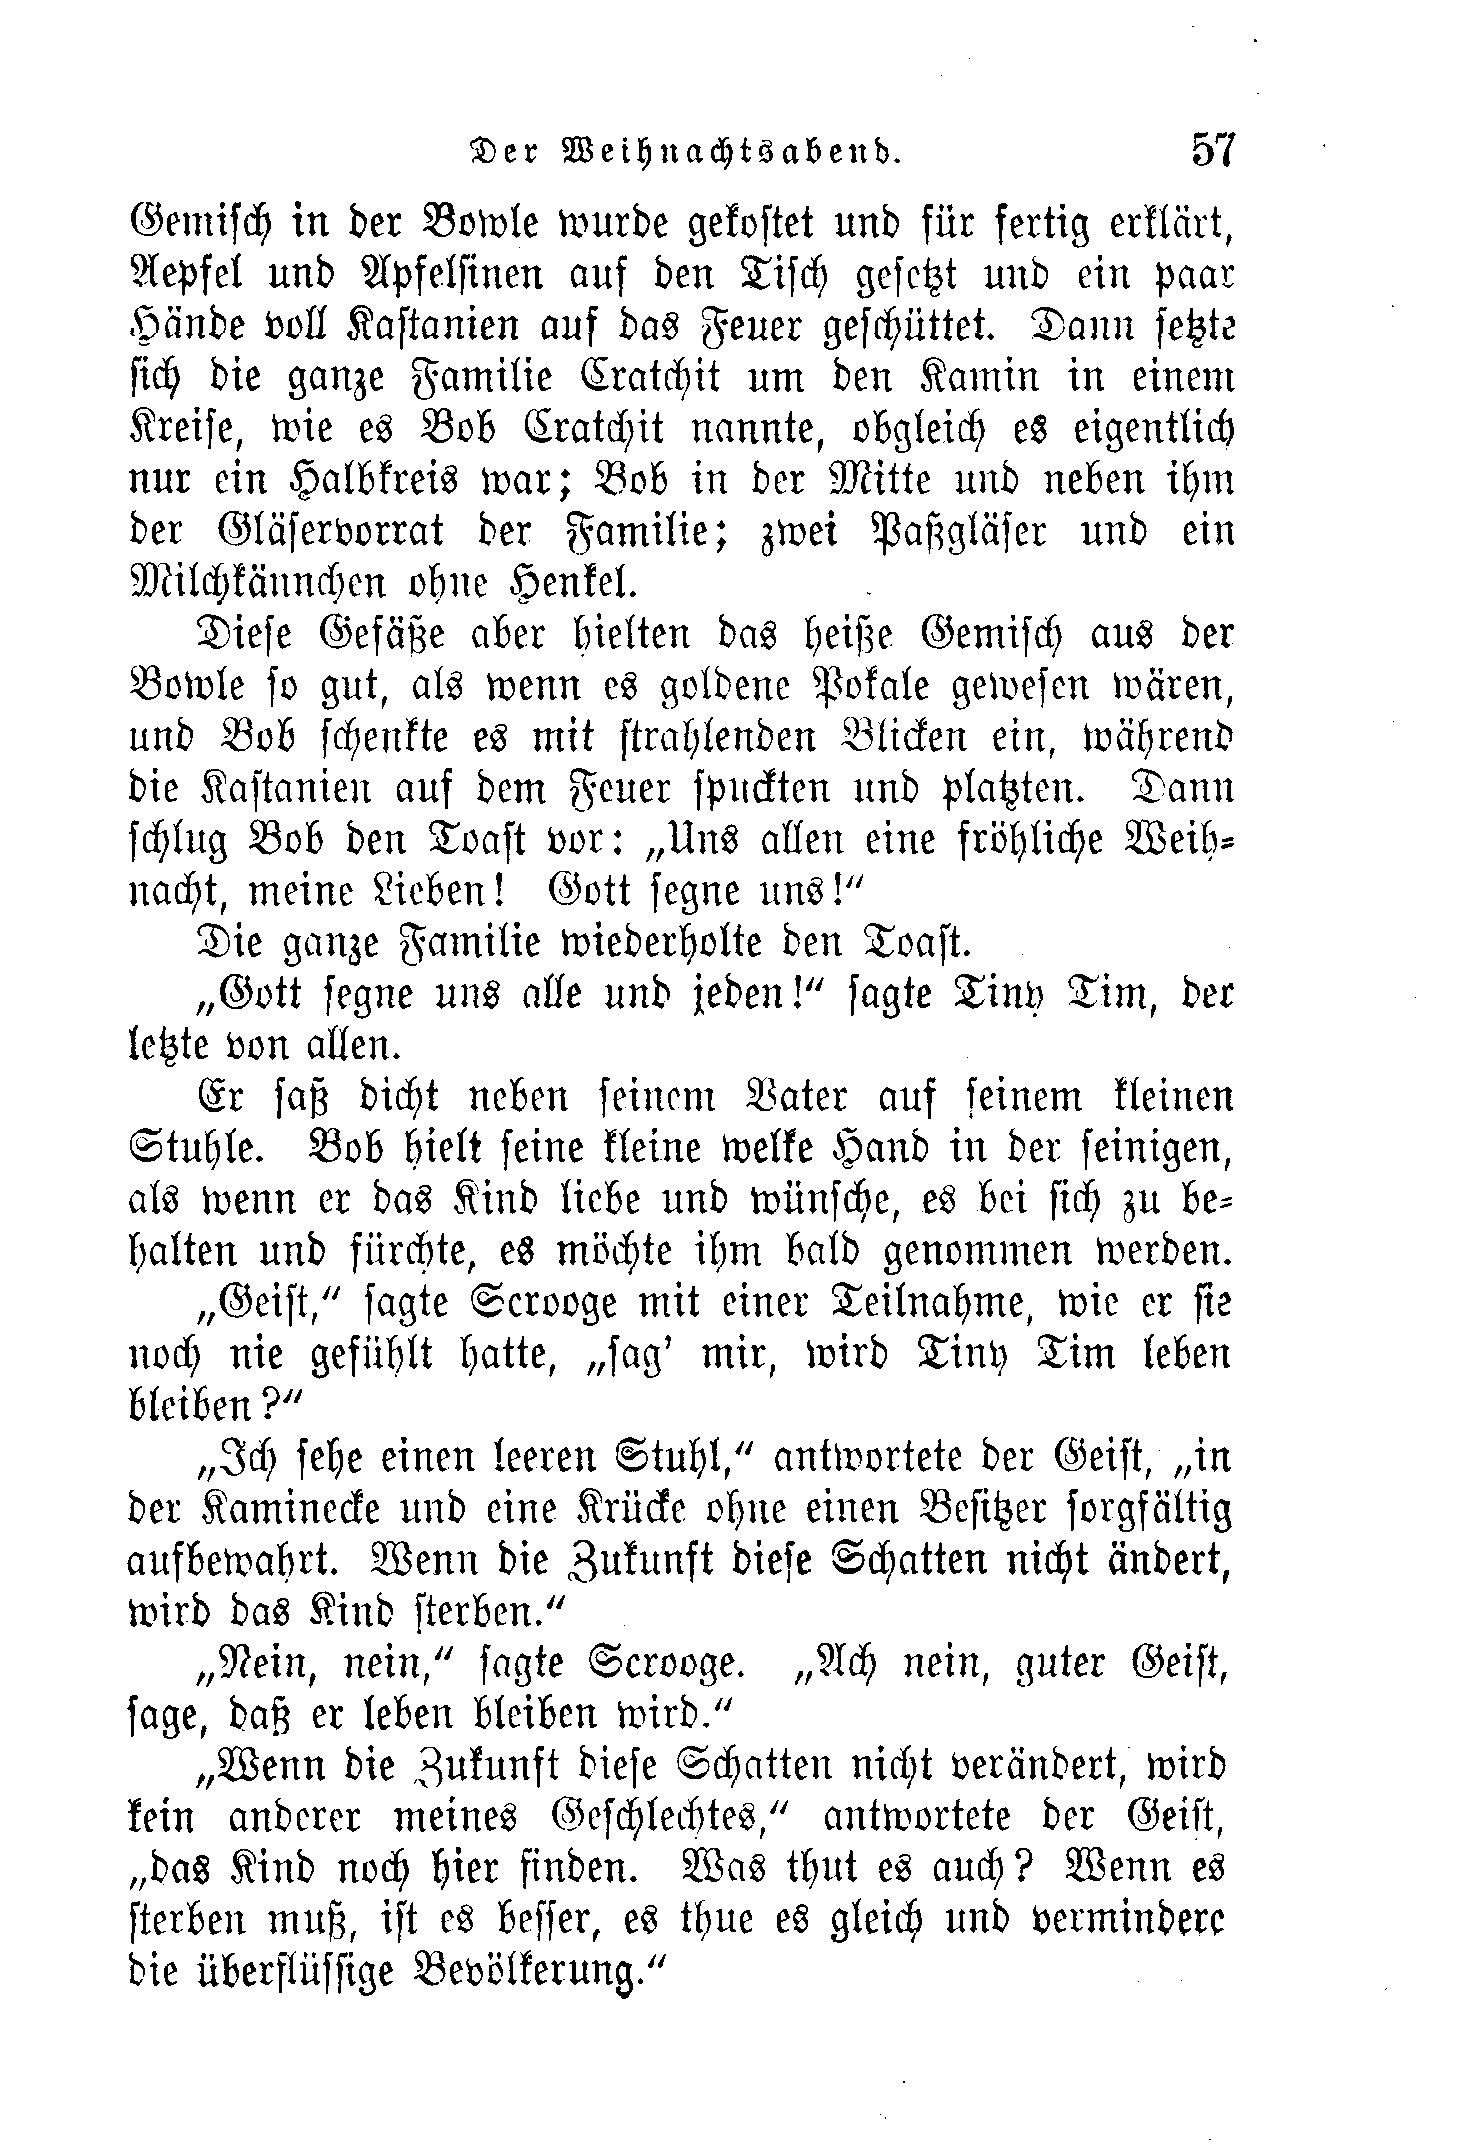 Der Weihnachtsabend. 57
Gemisch in der Bowle wurde gekostet und für fertig erklärt,
Aepfel und Apfelsinen auf den Tisch gesetzt und ein paar
Hände voll Kastanien auf das Feuer geschüttet. Dann setzte
sich die ganze Familie Cratchit um den Kamin in einem
Kreise, wie es Bob Cratchit nannte, obgleich es eigentlich
nur ein Halbkreis war; Bob in der Mitte und neben ihm
der Gläservorrat der Familie; zwei Paßgläser und ein
Milchkännchen ohne Henkel.
Diese Gefäße aber hielten das heiße Gemisch aus der
Bowle so gut, als wenn es goldene Pokale gewesen wären,
und Bob schenkte es mit strahlenden Blicken ein, während
die Kastanien auf dem Feuer spuckten und platzten. Dann
schlug Bob den Toast vor: „Uns allen eine fröhliche Weih-
nacht, meine Lieben! Gott segne uns!“
Die ganze Familie wiederholte den Toast.
„Gott segne uns alle und jeden!“ sagte Tiny Tim, der
letzte von allen.
Er saß dicht neben seinem Vater auf seinem kleinen
Stuhle. Bob hielt seine kleine welke Hand in der seinigen,
als wenn er das Kind liebe und wünsche, es bei sich zu be-
halten und fürchte, es möchte ihm bald genommen werden.
„Geist,“ sagte Scrooge mit einer Teilnahme, wie er sie
noch nie gefühlt hatte, „sag' mir, wird Tiny Tim leben
bleiben?“
„Ich sehe einen leeren Stuhl,“ antwortete der Geist, „in
der Kaminecke und eine Krücke ohne einen Besitzer sorgfältig
aufbewahrt. Wenn die Zukunft diese Schatten nicht ändert,
wird das Kind sterben.“
„Nein, nein,“ sagte Scrooge. „Ach nein, guter Geist,
sage, daß er leben bleiben wird.“
„Wenn die Zukunft diese Schatten nicht verändert, wird
kein anderer meines Geschlechtes,“ antwortete der Geist,
„das Kind noch hier finden. Was thut es auch? Wenn es
sterben muß, ist es besser, es thue es gleich und vermindere
die überflüssige Bevölkerung.“